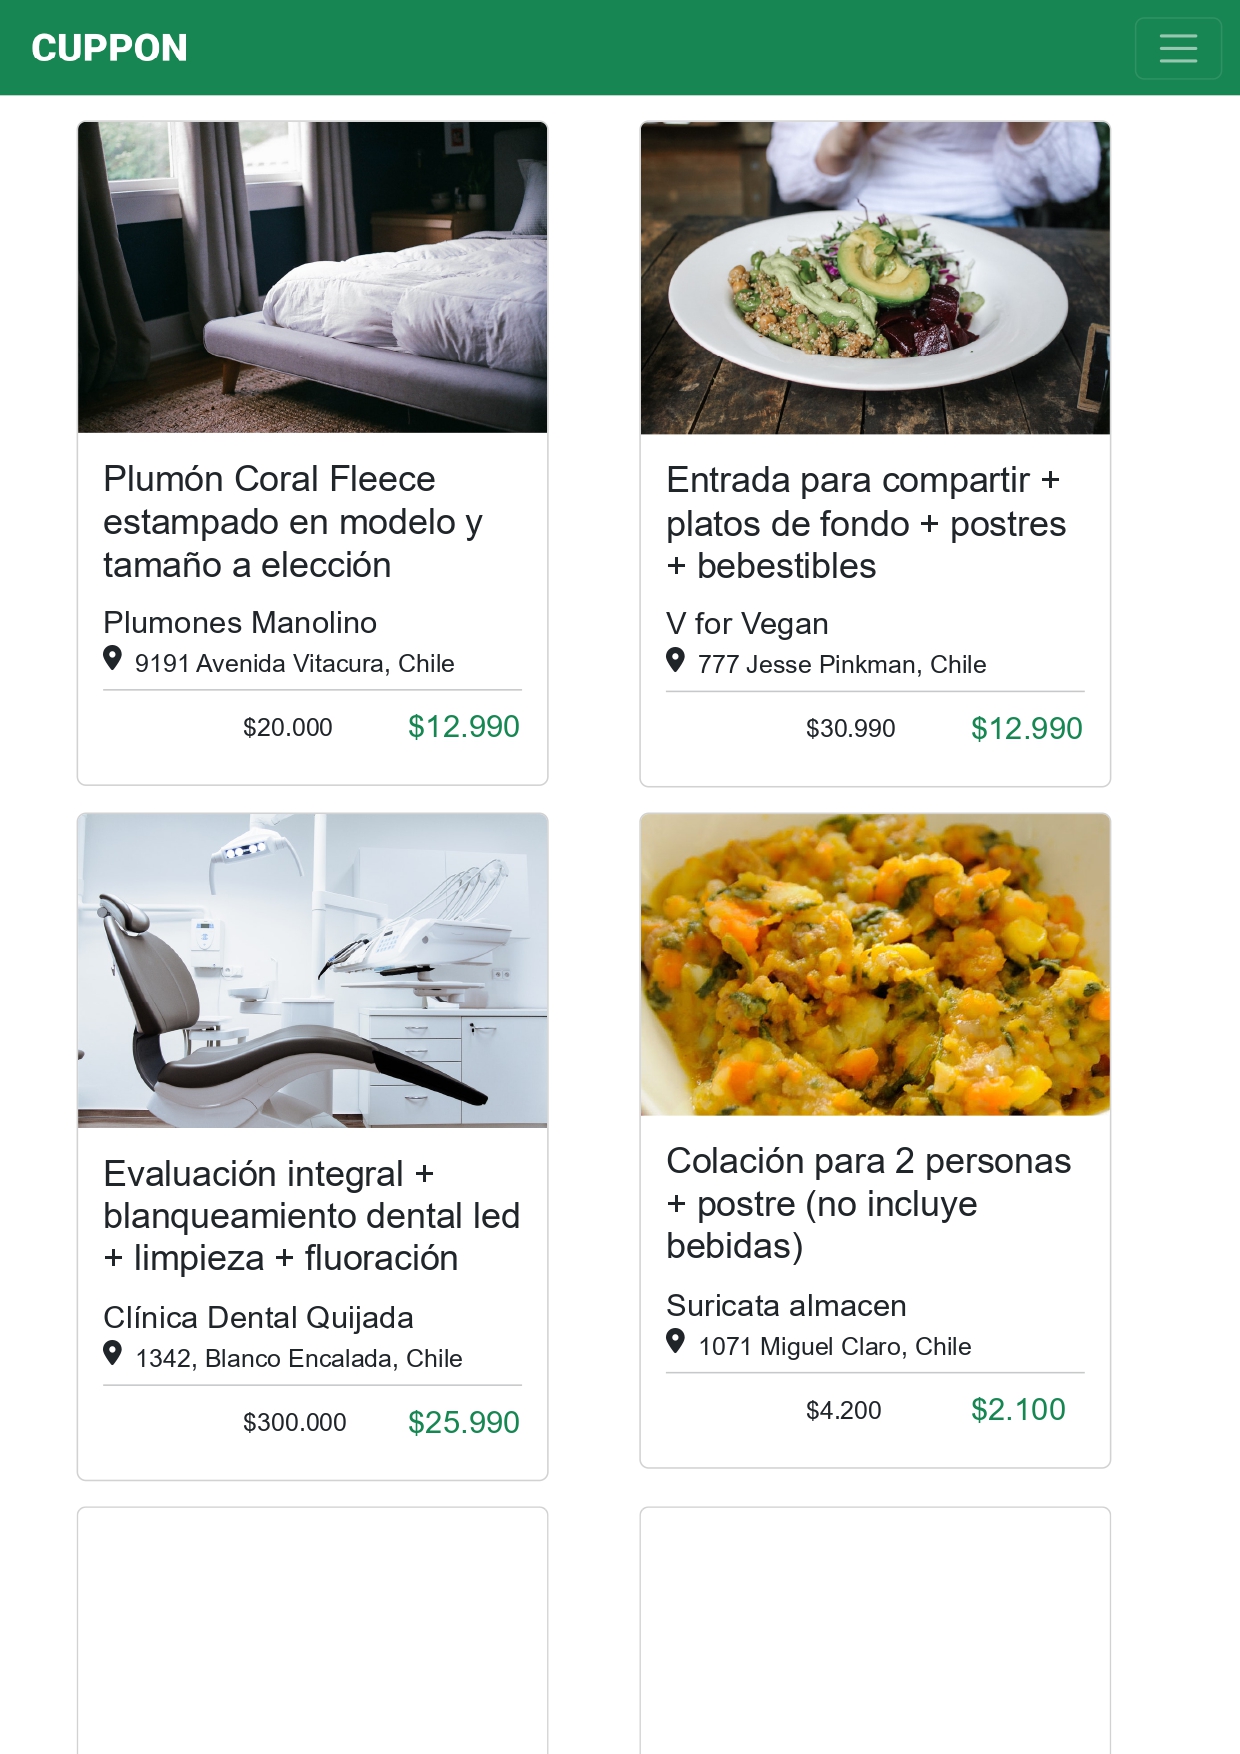 CUPPON
Plumón Coral Fleece
estampado en modelo y
tamaño a elección
Plumones Manolino
9191 Avenida Vitacura, Chile
$20.000 $12.990
Entrada para compartir +
platos de fondo + postres
+ bebestibles
V for Vegan
777 Jesse Pinkman, Chile
$30.990 $12.990
Evaluación integral +
blanqueamiento dental led
+ limpieza + fluoración
Clínica Dental Quijada
1342, Blanco Encalada, Chile
$300.000 $25.990
Colación para 2 personas
+ postre (no incluye
bebidas)
Suricata almacen
1071 Miguel Claro, Chile
$4.200 $2.100